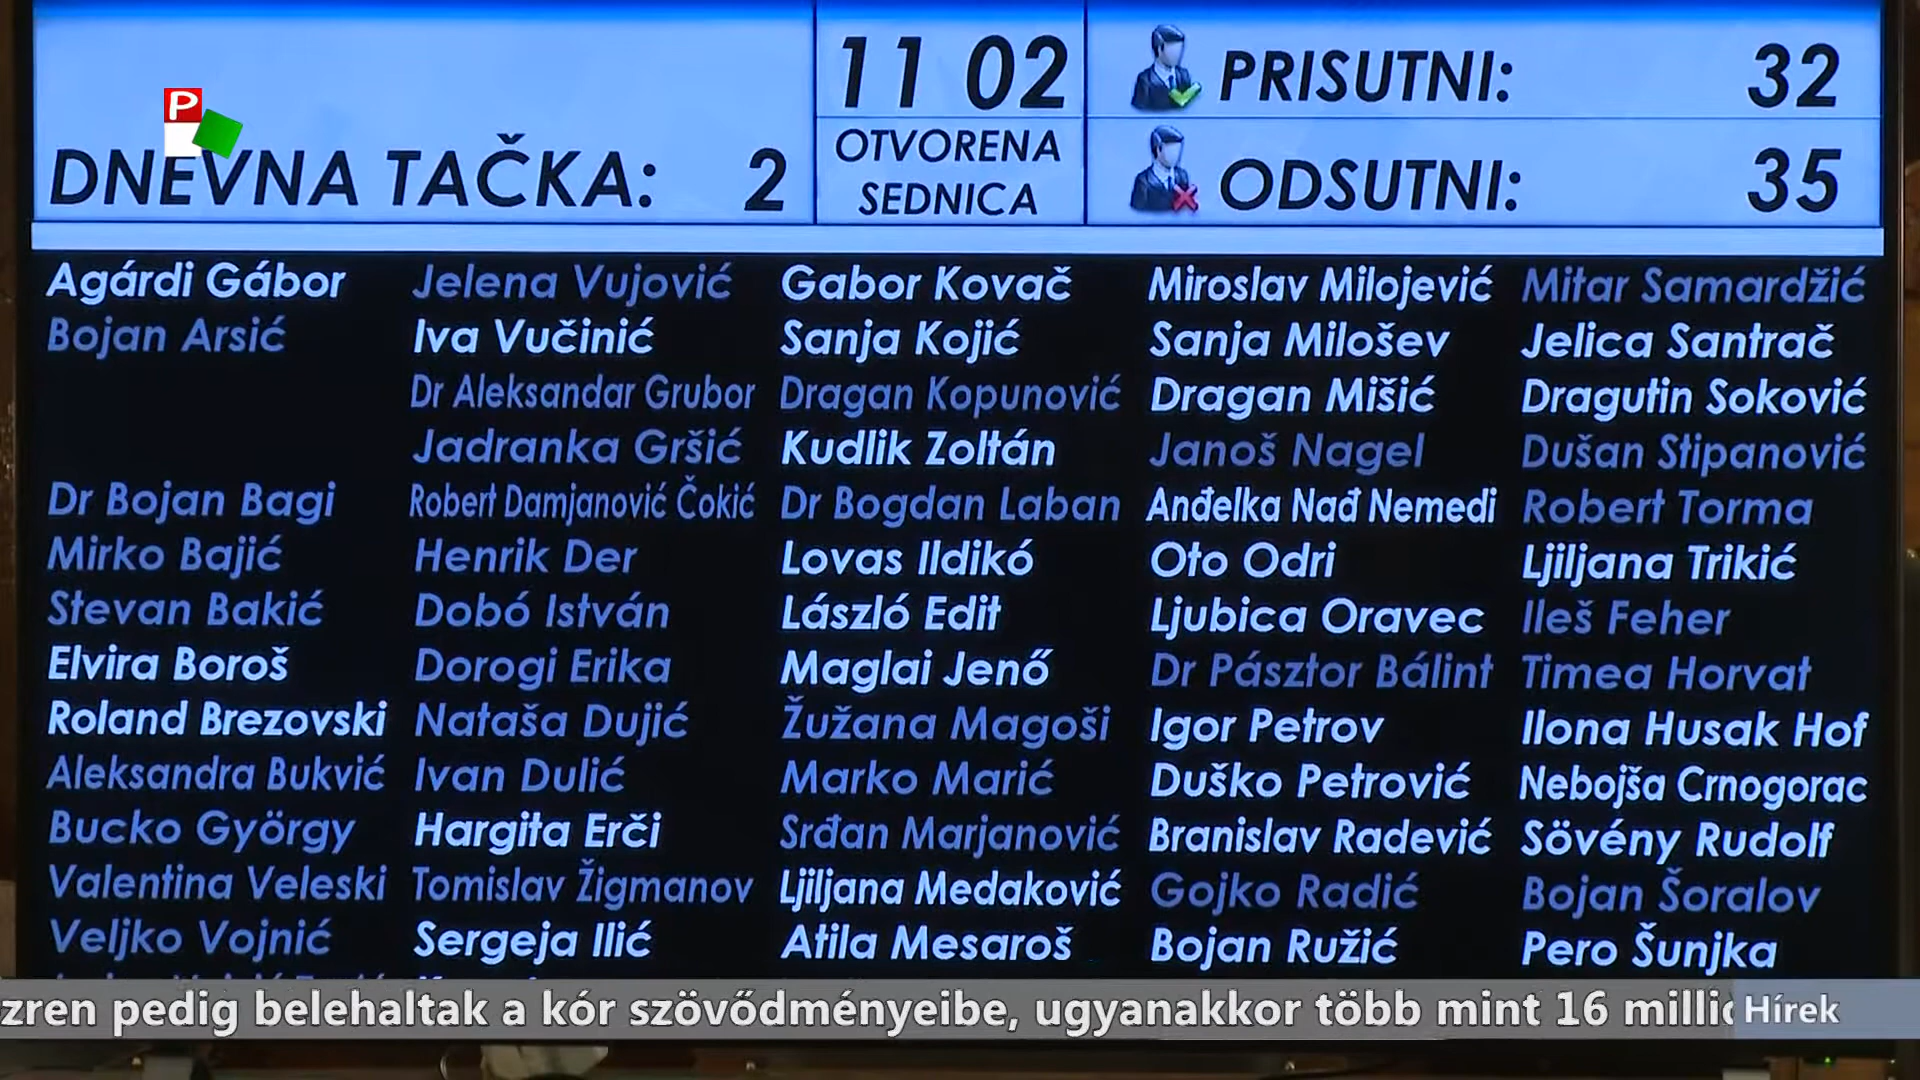 P
DNEVNA TAČKA: 2
11 02
OTVORENA
SEDNICA
PRISUTNI: 32
ODSUTNI: 35
Agárdi Gábor
Bojan Arsić
Dr Bojan Bagi
Mirko Bajić
Stevan Bakić
Elvira Boroš
Roland Brezovski
Aleksandra Bukvić
Bucko György
Valentina Veleski
Veljko Vojnić
Jelena Vujović
Iva Vučinić
Dr Aleksandar Grubor
Jadranka Gršić
Robert Damjanović Čokić
Henrik Der
Dobó István
Dorogi Erika
Nataša Dujić
Ivan Dulić
Hargita Erči
Tomislav Žigmanov
Sergeja Ilić
Gabor Kovač
Sanja Kojić
Dragan Kopunović
Kudlik Zoltán
Dr Bogdan Laban
Lovas Ildikó
László Edit
Maglai Jenő
Žužana Magoši
Marko Marić
Srđan Marjanović
Ljiljana Medaković
Atila Mesaroš
Miroslav Milojević
Sanja Milošev
Dragan Mišić
Janoš Nagel
Anđelka Nađ Nemedi
Oto Odri
Ljubica Oravec
Dr Pásztor Bálint
Igor Petrov
Duško Petrović
Branislav Radević
Gojko Radić
Bojan Ružić
Mitar Samardžić
Jelica Santrač
Dragutin Soković
Dušan Stipanović
Robert Torma
Ljiljana Trikić
Ileš Feher
Timea Horvat
Ilona Husak Hof
Nebojša Crnogorac
Sövény Rudolf
Bojan Šoralov
Pero Šunjka
zren pedig belehaltak a kór szövődményeibe, ugyanakkor több mint 16 millió
Hírek